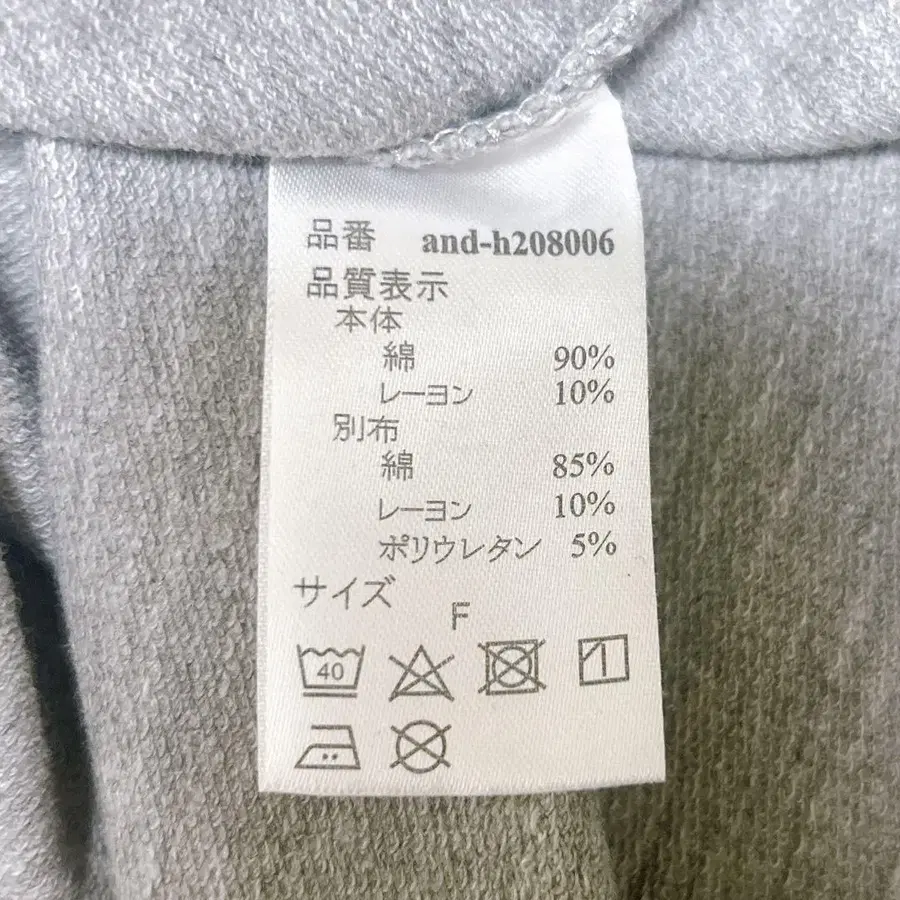 品番 and-h208006
品質表示
本体
綿 90%
レーヨン 10%
別布
綿 85%
レーヨン 10%
ポリウレタン 5%
サイズ
F
40